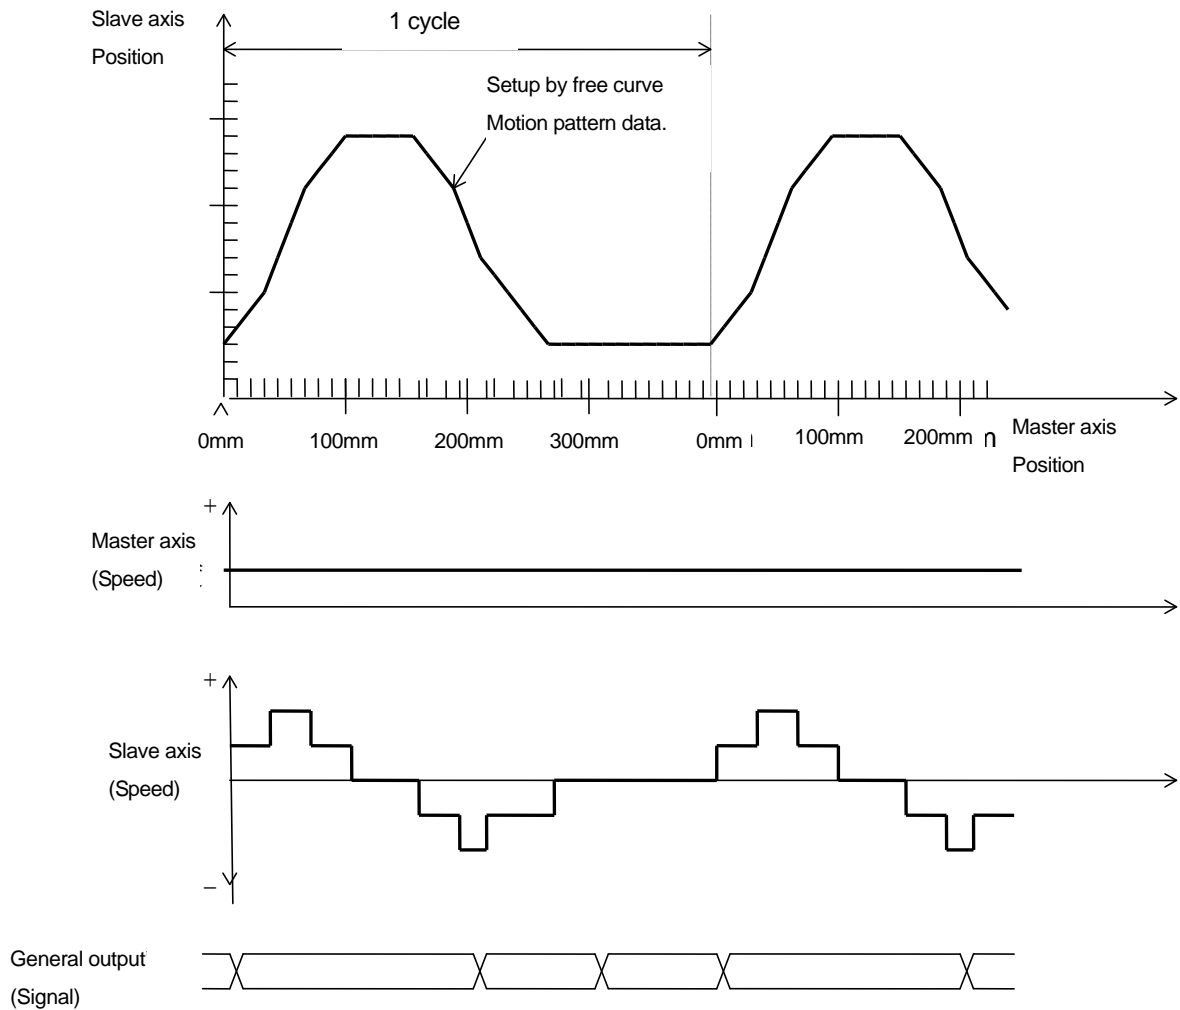 Slave axis
Position
1 cycle
Setup by free curve
Motion pattern data.
0mm
100mm
200mm
300mm
0mm
100mm
200mm
Master axis
Position
+
Master axis
(Speed)
+
Slave axis
(Speed)
−
General output
(Signal)